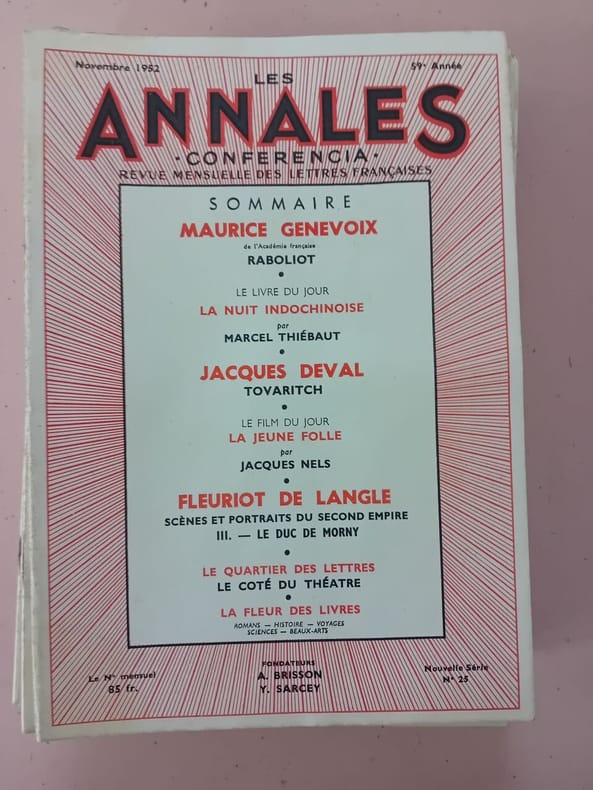 Novembre 1952
59e Année
LES
ANNALES
· CONFERENCIA ·
REVUE MENSUELLE DES LETTRES FRANÇAISES
SOMMAIRE
MAURICE GENEVOIX
de l'Académie française
RABOLIOT
•
LE LIVRE DU JOUR
LA NUIT INDOCHINOISE
par
MARCEL THIÉBAUT
•
JACQUES DEVAL
TOVARITCH
•
LE FILM DU JOUR
LA JEUNE FOLLE
par
JACQUES NELS
•
FLEURIOT DE LANGLE
SCÈNES ET PORTRAITS DU SECOND EMPIRE
III. — LE DUC DE MORNY
•
LE QUARTIER DES LETTRES
LE COTÉ DU THÉATRE
•
LA FLEUR DES LIVRES
ROMANS — HISTOIRE — VOYAGES
SCIENCES — BEAUX-ARTS
Le No mensuel
85 fr.
FONDATEURS
A. BRISSON
Y. SARCEY
Nouvelle Série
No 25